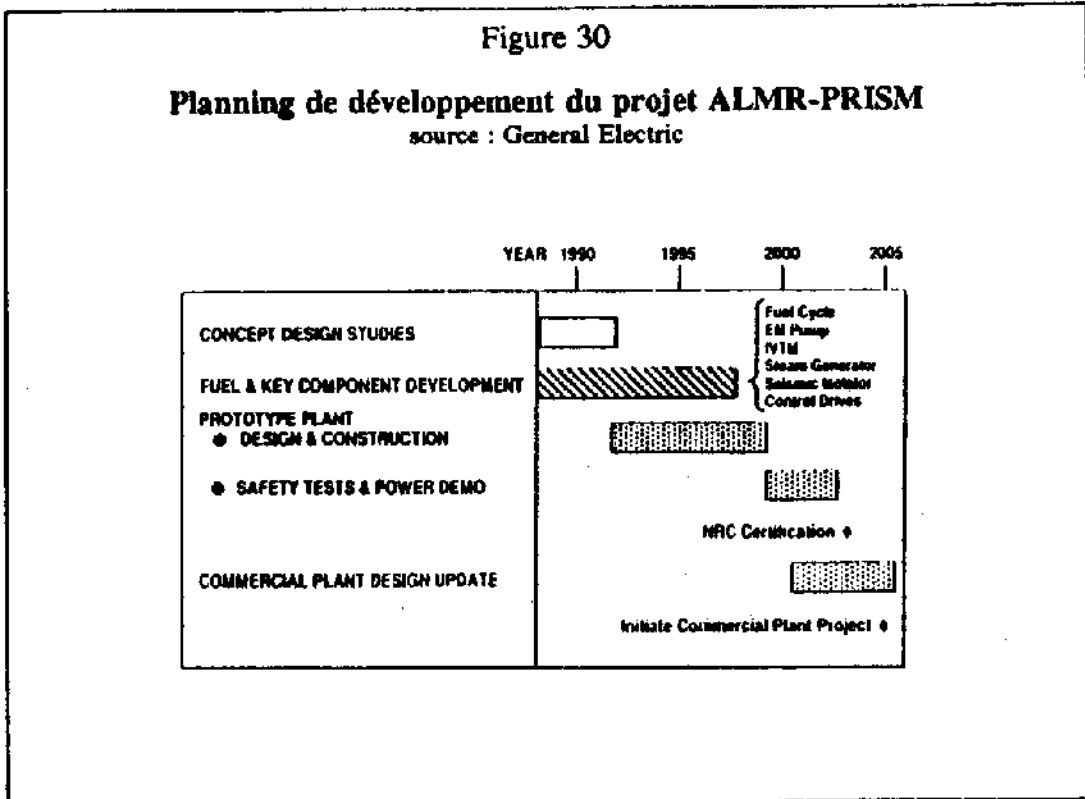 Figure 30
Planning de développement du projet ALMR-PRISM
source : General Electric
YEAR 1990 1995 2000 2005
CONCEPT DESIGN STUDIES
FUEL & KEY COMPONENT DEVELOPMENT
Fuel Cycle
EM Pump
IVTM
Steam Generator
Seismic Isolator
Control Drives
PROTOTYPE PLANT
● DESIGN & CONSTRUCTION
● SAFETY TESTS & POWER DEMO
NRC Certification ♦
COMMERCIAL PLANT DESIGN UPDATE
Initiate Commercial Plant Project ♦